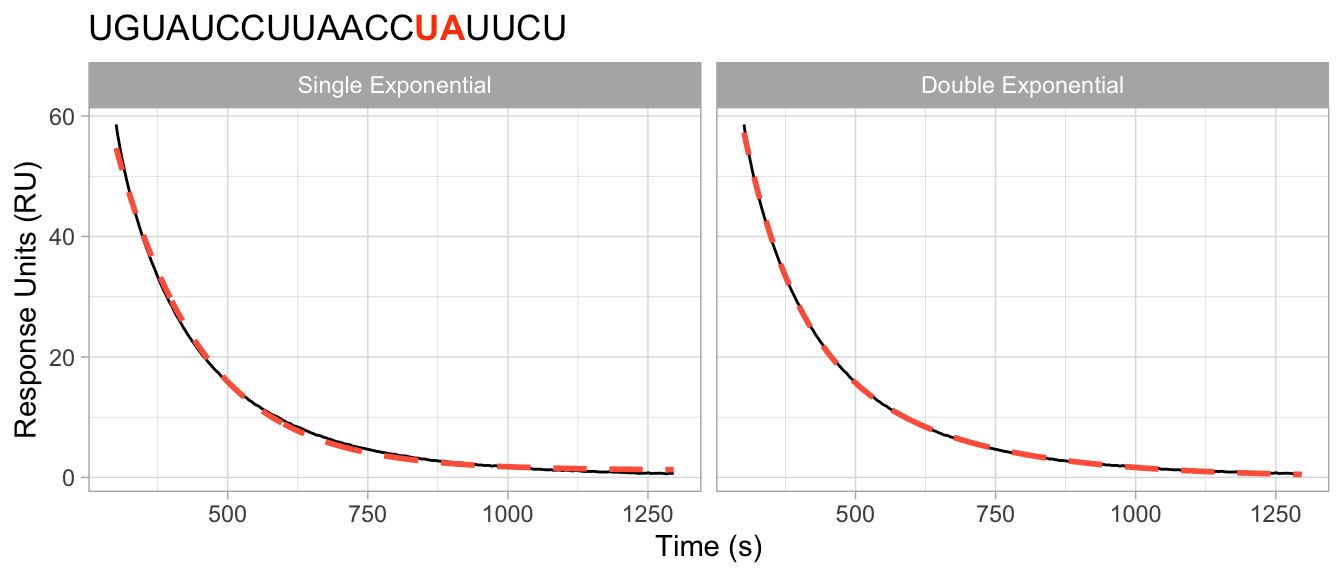 UGUAUCCUUAACCUAUUCU
Single Exponential
Double Exponential
Response Units (RU)
60
40
20
0
500
750
1000
1250
500
750
1000
1250
Time (s)